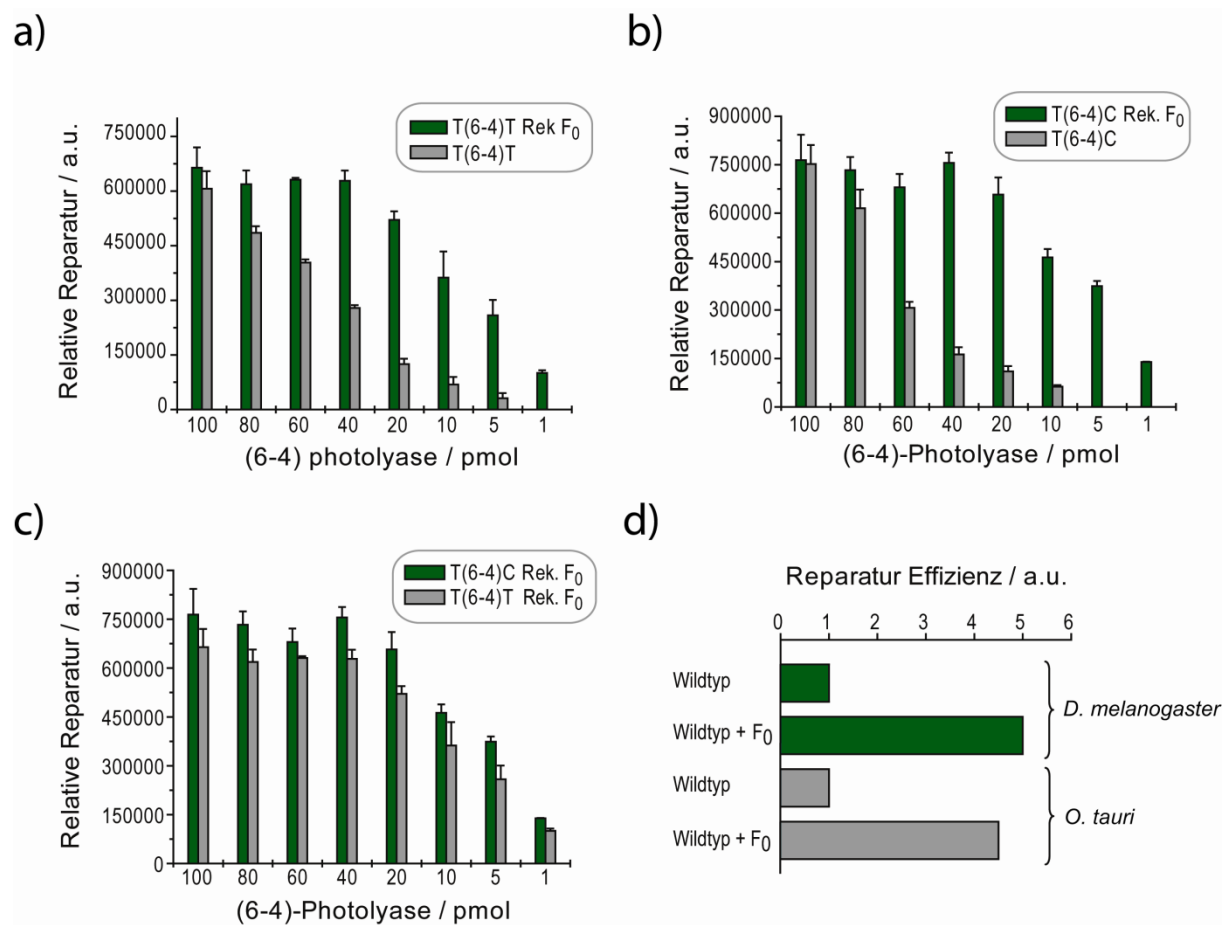 a)
T(6-4)T Rek F0
T(6-4)T
Relative Reparatur / a.u.
750000
600000
450000
300000
150000
0
100 80 60 40 20 10 5 1
(6-4) photolyase / pmol
b)
T(6-4)C Rek. F0
T(6-4)C
Relative Reparatur / a.u.
900000
750000
600000
450000
300000
150000
0
100 80 60 40 20 10 5 1
(6-4)-Photolyase / pmol
c)
T(6-4)C Rek. F0
T(6-4)T Rek. F0
Relative Reparatur / a.u.
900000
750000
600000
450000
300000
150000
0
100 80 60 40 20 10 5 1
(6-4)-Photolyase / pmol
d)
Reparatur Effizienz / a.u.
0 1 2 3 4 5 6
Wildtyp
Wildtyp + F0
D. melanogaster
Wildtyp
Wildtyp + F0
O. tauri